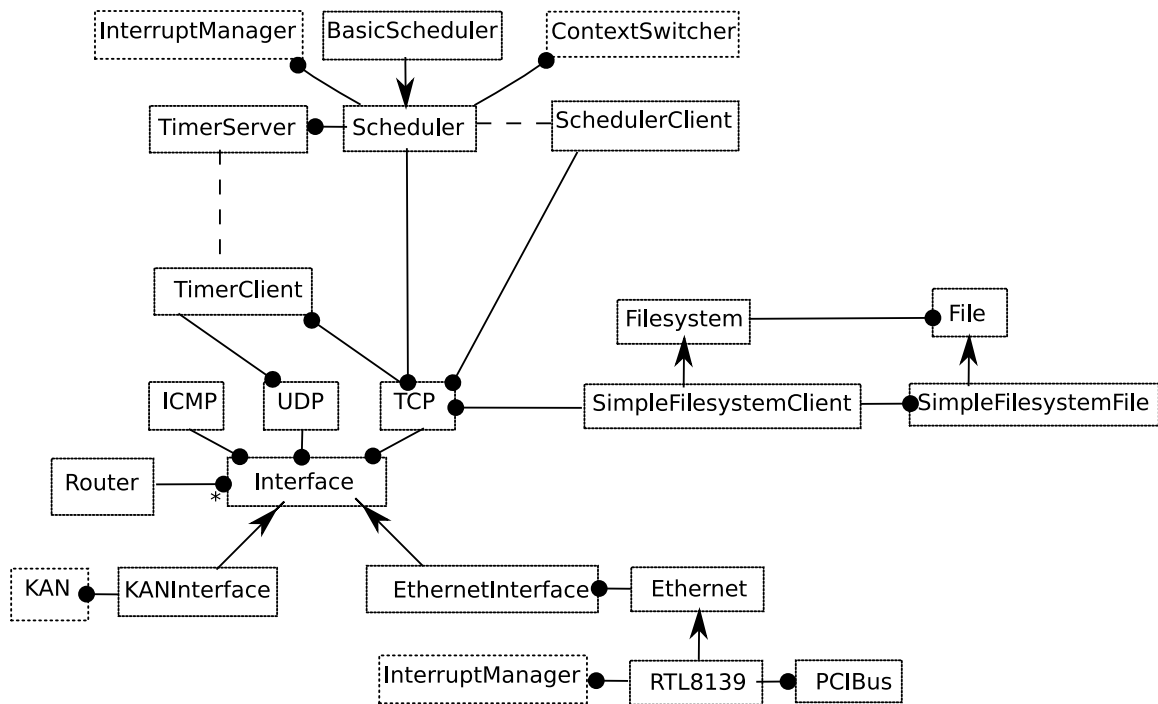 InterruptManager
BasicScheduler
ContextSwitcher
TimerServer
Scheduler
SchedulerClient
TimerClient
Filesystem
File
ICMP
UDP
TCP
SimpleFilesystemClient
SimpleFilesystemFile
Router
*
Interface
KAN
KANInterface
EthernetInterface
Ethernet
InterruptManager
RTL8139
PCIBus